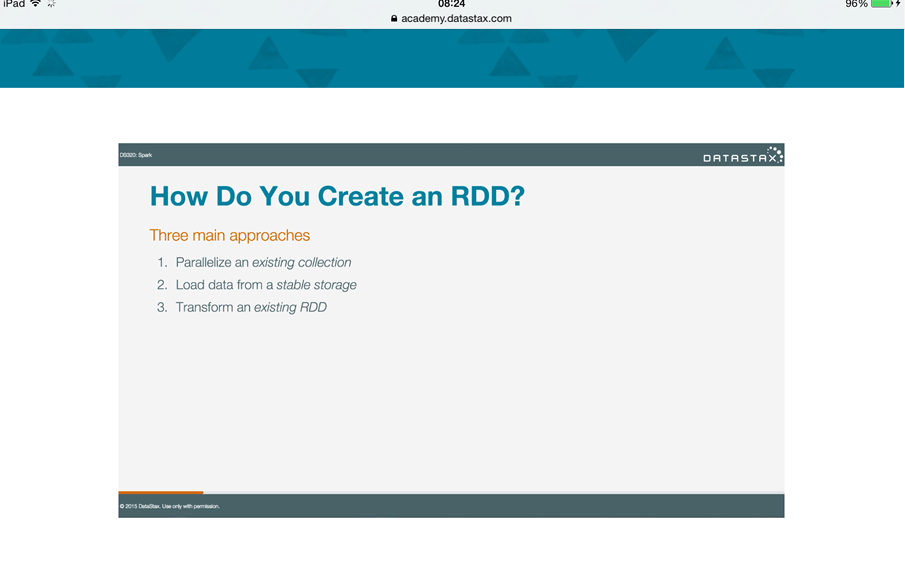 iPad
08:24
96%
academy.datastax.com
DS320: Spark
DATASTAX
How Do You Create an RDD?
Three main approaches
1. Parallelize an existing collection
2. Load data from a stable storage
3. Transform an existing RDD
© 2015 DataStax. Use only with permission.